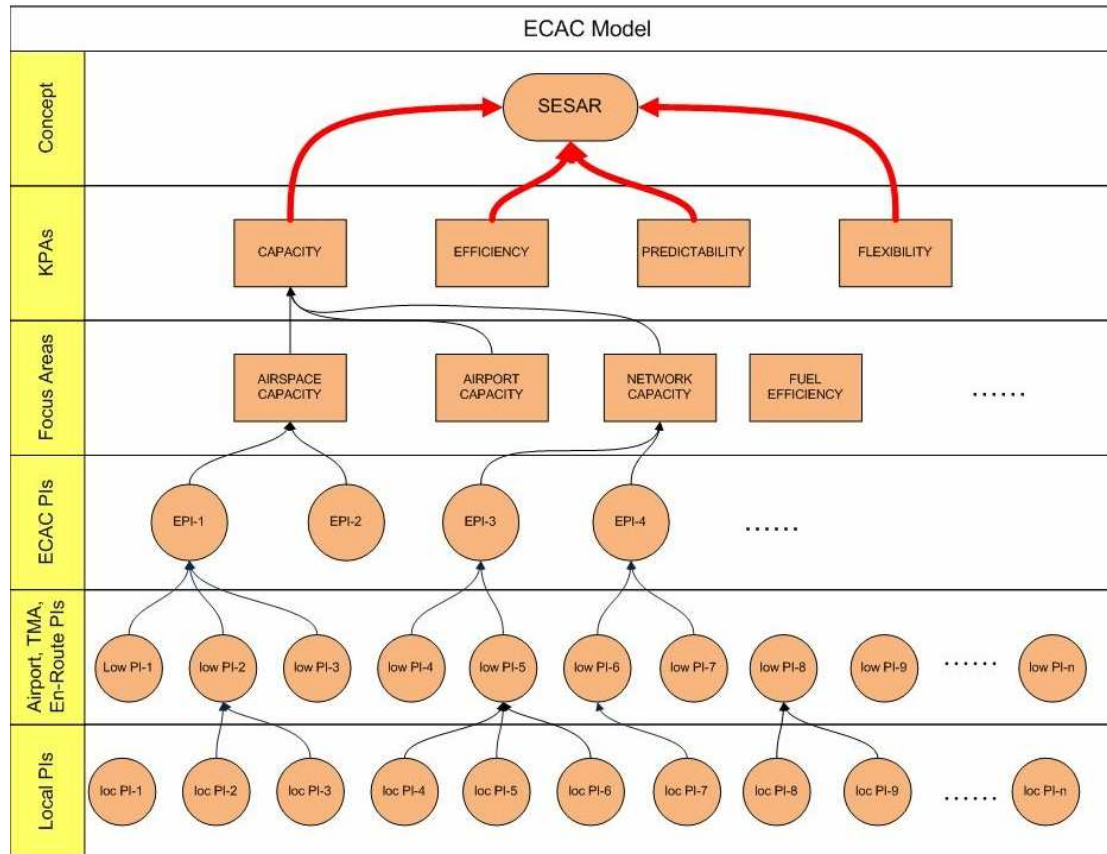 ECAC Model
Concept
SESAR
KPAs
CAPACITY
EFFICIENCY
PREDICTABILITY
FLEXIBILITY
Focus Areas
AIRSPACE
CAPACITY
AIRPORT
CAPACITY
NETWORK
CAPACITY
FUEL
EFFICIENCY
......
ECAC PIs
EPI-1
EPI-2
EPI-3
EPI-4
......
Airport, TMA,
En-Route PIs
Low PI-1
low PI-2
low PI-3
low PI-4
low PI-5
low PI-6
low PI-7
low PI-8
low PI-9
......
low PI-n
Local PIs
loc PI-1
loc PI-2
loc PI-3
loc PI-4
loc PI-5
loc PI-6
loc PI-7
loc PI-8
loc PI-9
......
loc PI-n